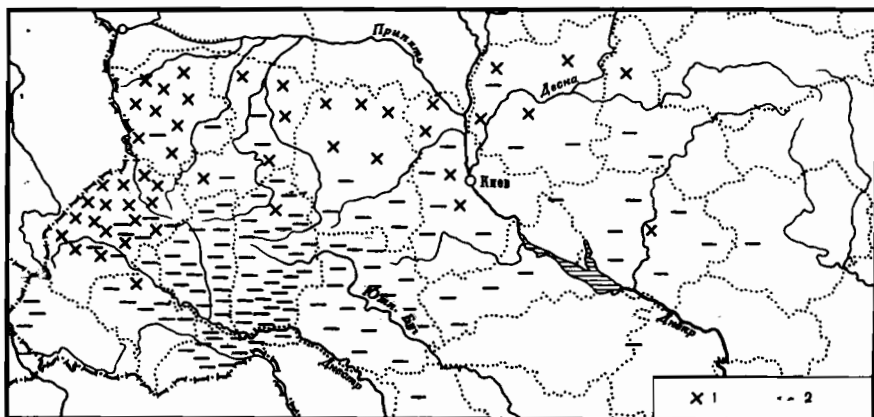 Припять
Десна
Киев
Юж. Буг
Днепр
Днестр
1
2